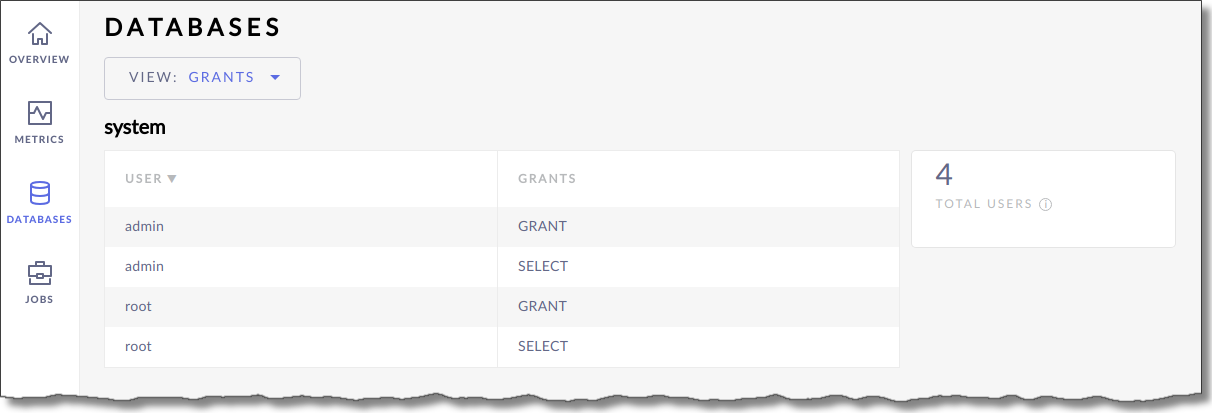 OVERVIEW
METRICS
DATABASES
JOBS
DATABASES
VIEW: GRANTS
system
USER ▼ GRANTS
admin GRANT
admin SELECT
root GRANT
root SELECT
4
TOTAL USERS ⓘ